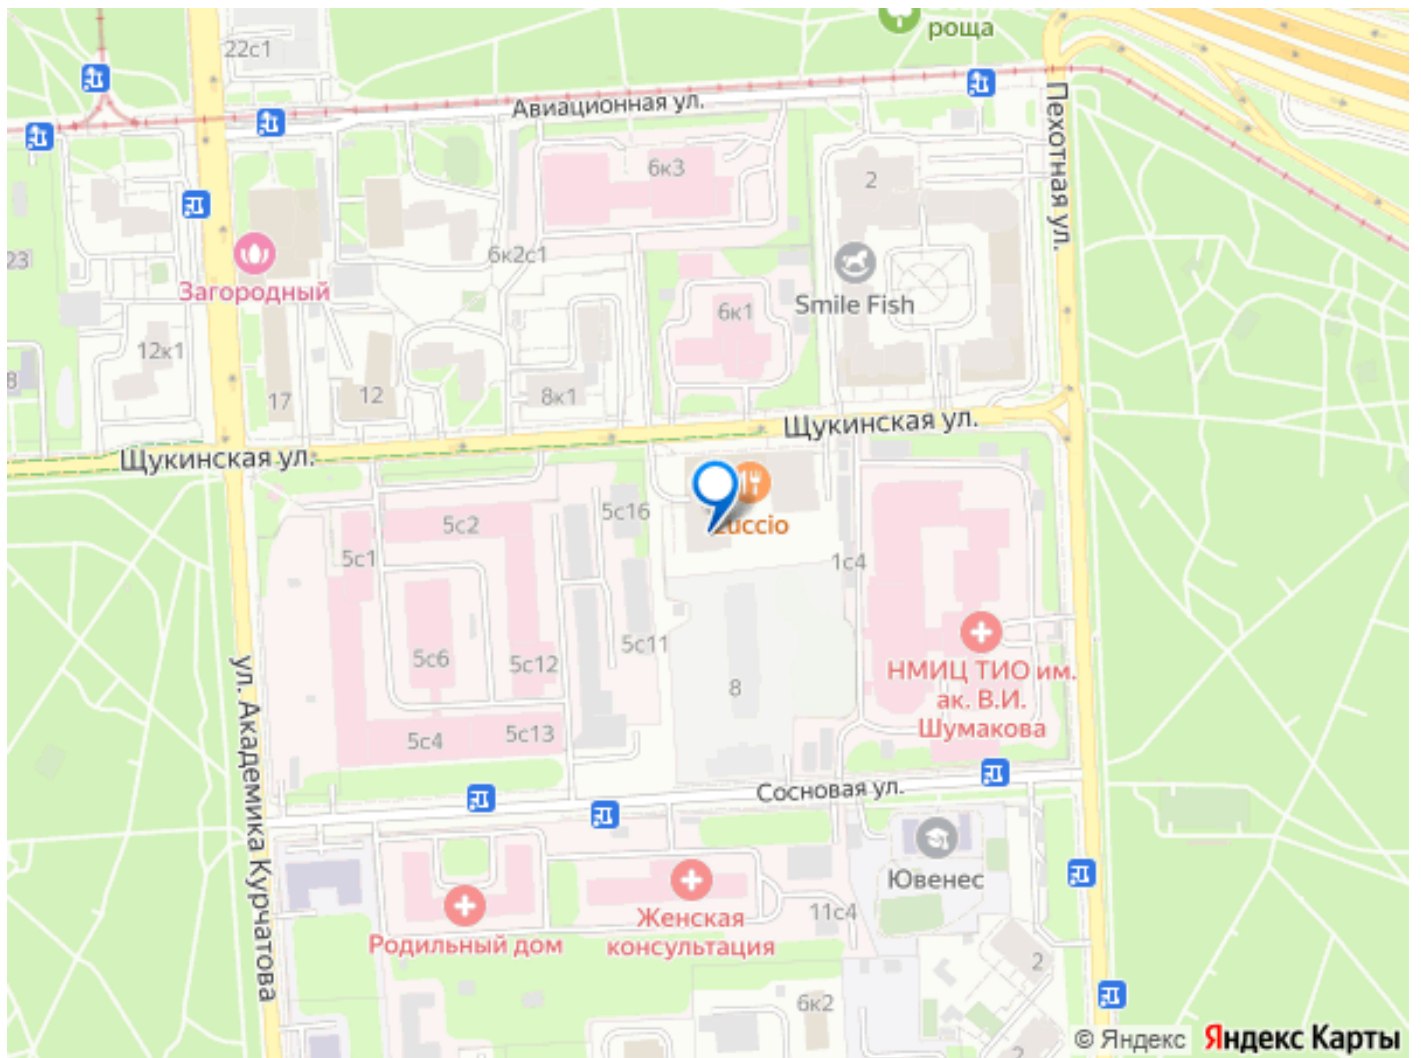 роща
22с1
Авиационная ул.
Пехотная ул.
6к3
2
23
6к2с1
Загородный
Smile Fish
6к1
12к1
8
17
12
8к1
Щукинская ул.
Щукинская ул.
5с16
5с2
5с1
1с4
5с11
5с6
5с12
8
НМИЦ ТИО им.
ак. В.И.
Шумакова
5с4
5с13
ул. Академика Курчатова
Сосновая ул.
Ювенес
Женская
консультация
11с4
Родильный дом
2
6к2
2
© Яндекс Яндекс Карты